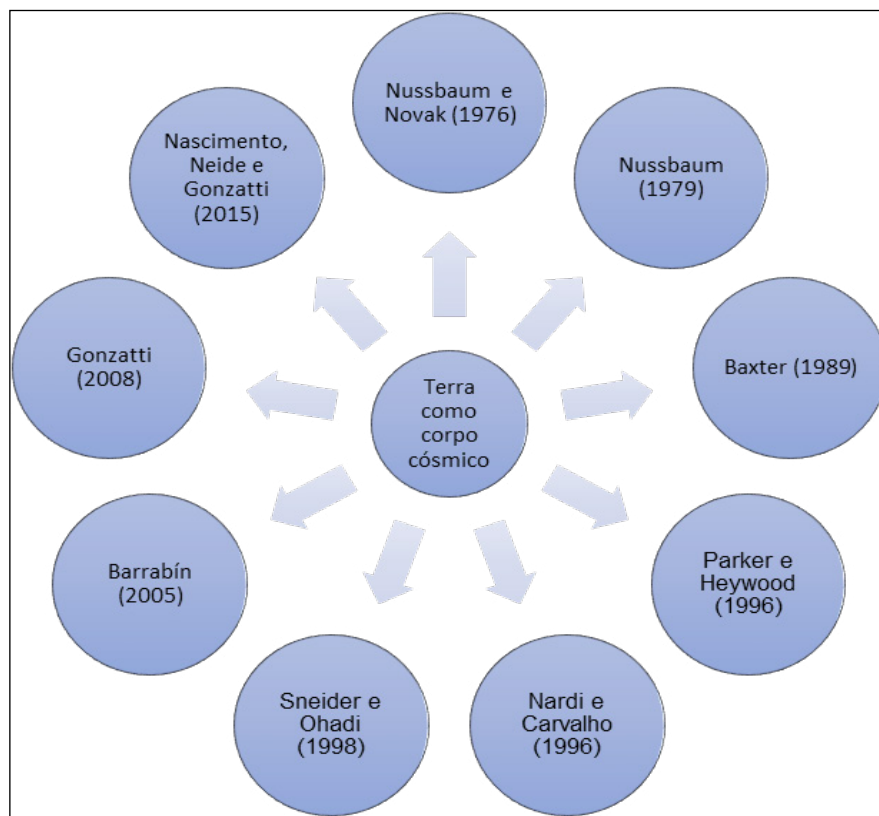 Nussbaum e
Novak (1976)
Nussbaum
(1979)
Baxter (1989)
Parker e
Heywood
(1996)
Nardi e
Carvalho
(1996)
Sneider e
Ohadi
(1998)
Barrabín
(2005)
Gonzatti
(2008)
Nascimento,
Neide e
Gonzatti
(2015)
Terra
como
corpo
cósmico